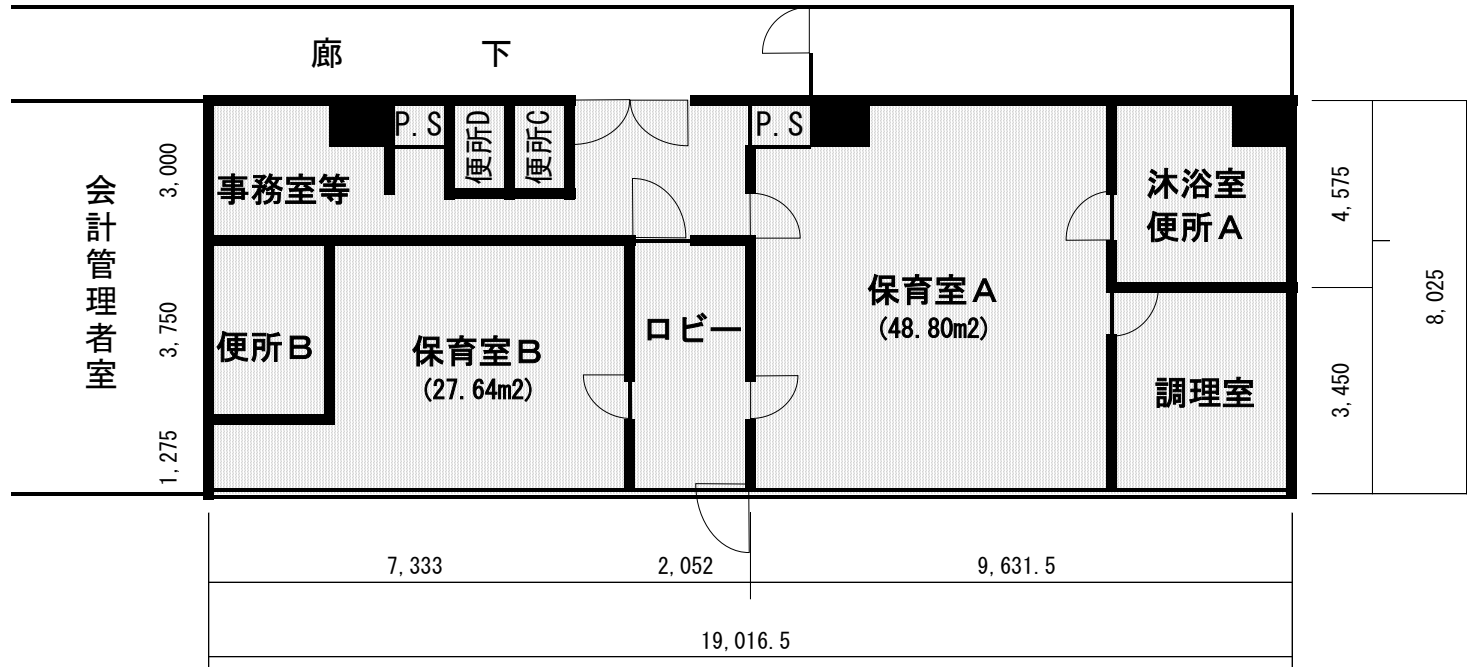 廊　　下
P.S
便所D
便所C
P.S
事務室等
沐浴室
便所A
会計管理者室
3,000
4,575
保育室A
(48.80m2)
8,025
便所B
保育室B
(27.64m2)
ロビー
3,750
調理室
3,450
1,275
7,333
2,052
9,631.5
19,016.5